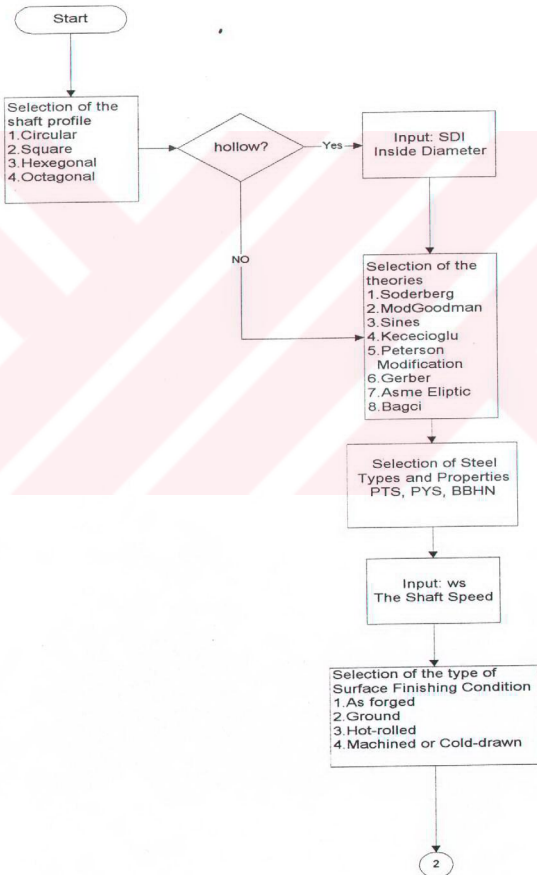 Start
Selection of the
shaft profile
1.Circular
2.Square
3.Hexegonal
4.Octagonal
hollow?
Yes
Input: SDI
Inside Diameter
NO
Selection of the
theories
1.Soderberg
2.ModGoodman
3.Sines
4.Kececioglu
5.Peterson
Modification
6.Gerber
7.Asme Eliptic
8.Bagci
Selection of Steel
Types and Properties
PTS, PYS, BBHN
Input: ws
The Shaft Speed
Selection of the type of
Surface Finishing Condition
1.As forged
2.Ground
3.Hot-rolled
4.Machined or Cold-drawn
2